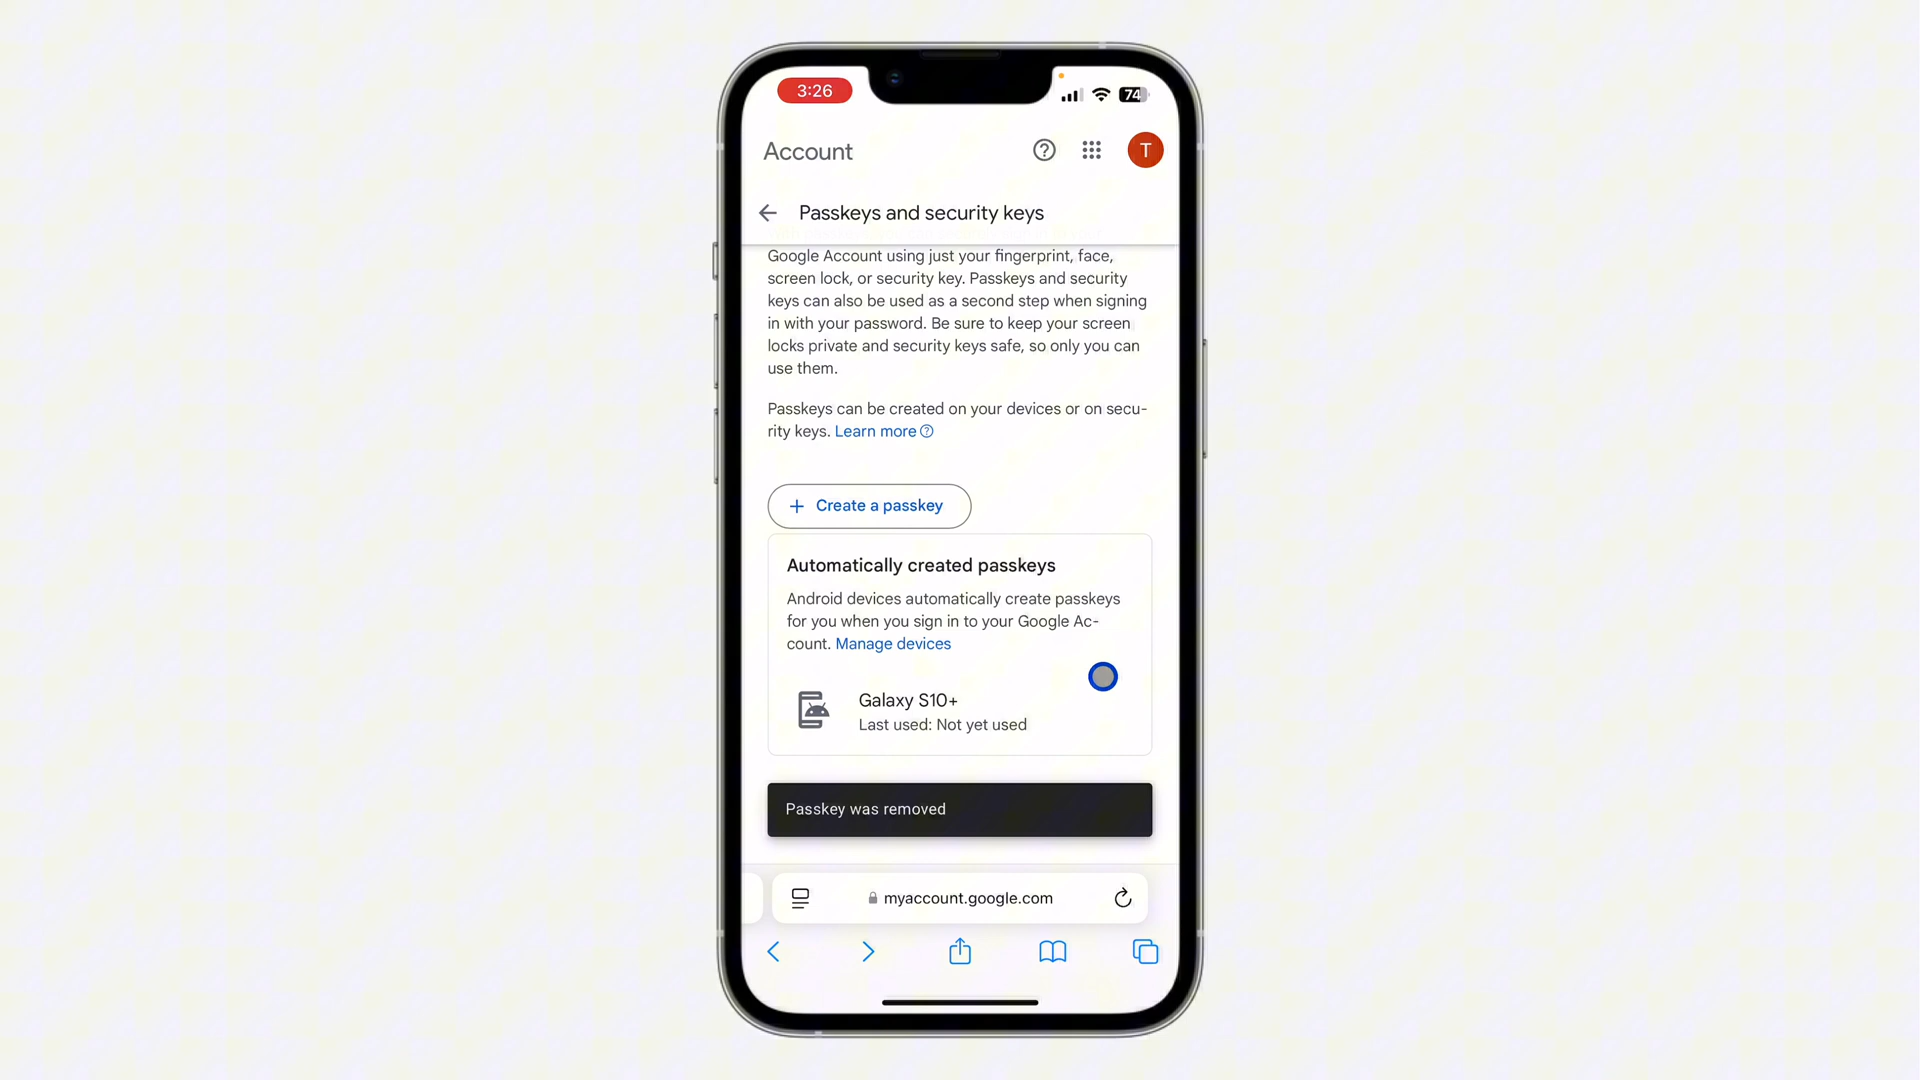 3:26
74
Account
T
Passkeys and security keys
Google Account using just your fingerprint, face,
screen lock, or security key. Passkeys and security
keys can also be used as a second step when signing
in with your password. Be sure to keep your screen
locks private and security keys safe, so only you can
use them.
Passkeys can be created on your devices or on secu-
rity keys. Learn more
+ Create a passkey
Automatically created passkeys
Android devices automatically create passkeys
for you when you sign in to your Google Ac-
count. Manage devices
Galaxy S10+
Last used: Not yet used
Passkey was removed
myaccount.google.com